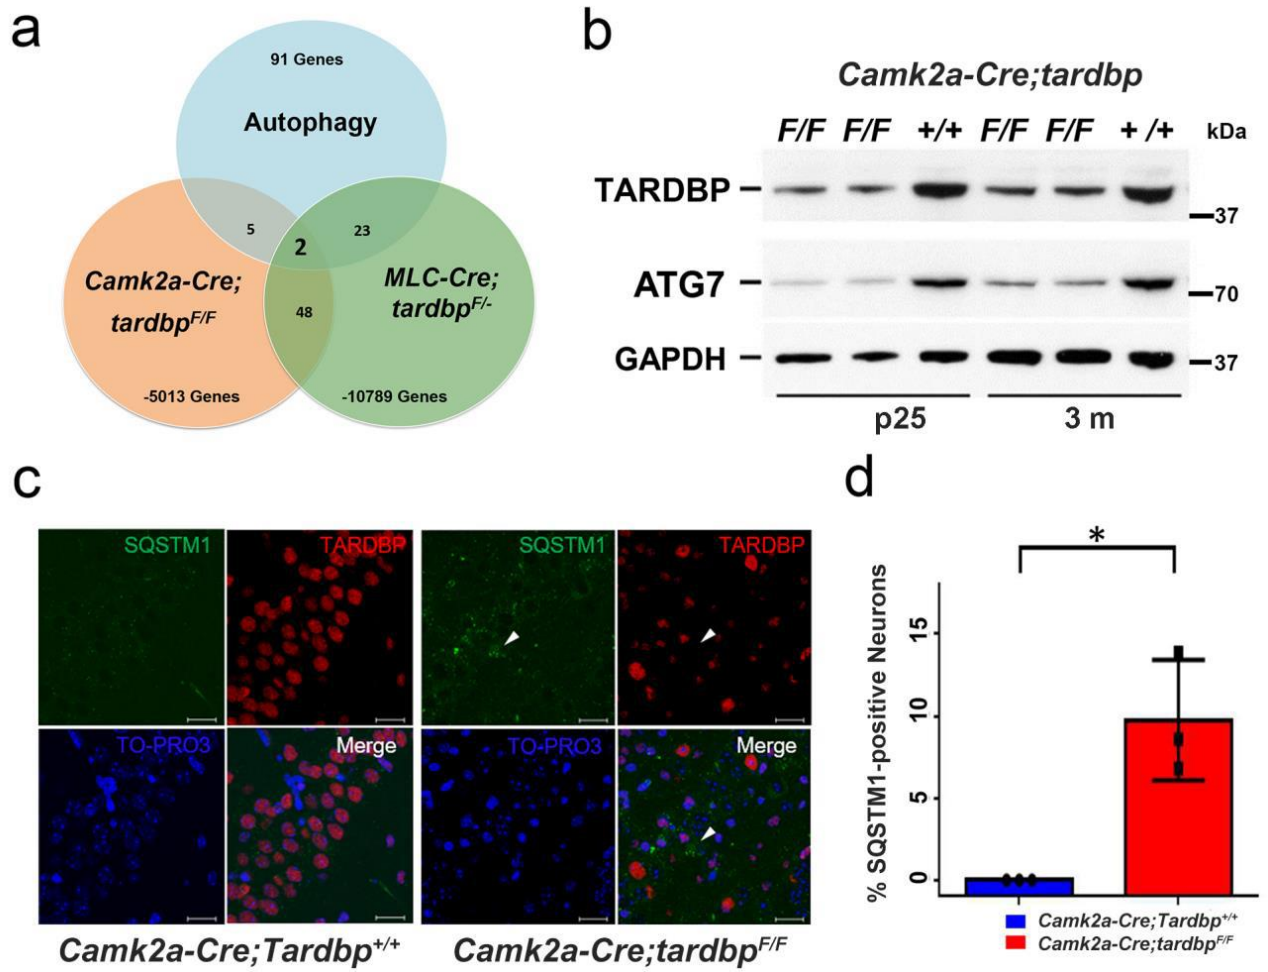 a
91 Genes
Autophagy
5
2
23
Camk2a-Cre;
tardbpF/F
MLC-Cre;
tardbpF/-
48
-5013 Genes
-10789 Genes
b
Camk2a-Cre;tardbp
F/F F/F +/+ F/F F/F + /+ kDa
TARDBP
37
ATG7
70
GAPDH
37
p25
3 m
c
SQSTM1 TARDBP SQSTM1 TARDBP
TO-PRO3 Merge TO-PRO3 Merge
Camk2a-Cre;Tardbp+/+
Camk2a-Cre;tardbpF/F
d
*
% SQSTM1-positive Neurons
15
10
5
0
Camk2a-Cre;Tardbp+/+
Camk2a-Cre;tardbpF/F